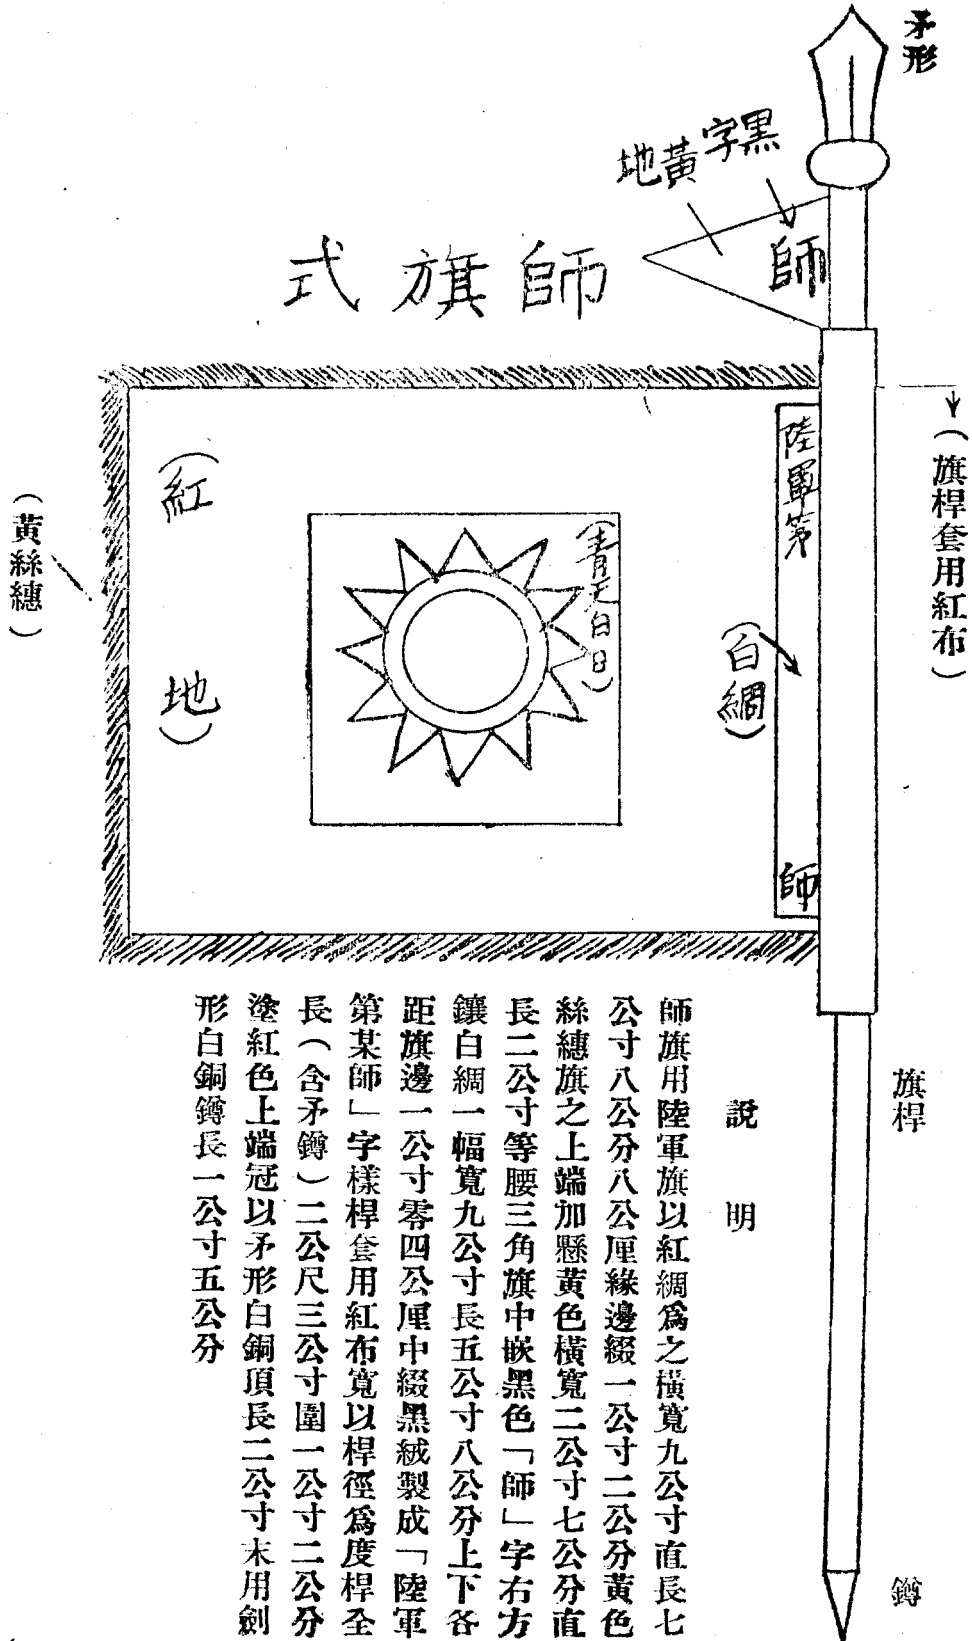 矛形
黑字
黃地
師
師旗式
（旗桿套用紅布）
陸軍第　師
（白綢）
（青天白日）
（紅地）
（黃絲繐）
旗桿
鐏
說明
師旗用陸軍旗以紅綢爲之橫寬九公寸直長七
公寸八公分八公厘緣邊綴一公寸二公分黃色
絲繐旗之上端加懸黃色橫寬二公寸七公分直
長二公寸等腰三角旗中嵌黑色「師」字右方
鑲白綢一幅寬九公寸長五公寸八公分上下各
距旗邊一公寸零四公厘中綴黑絨製成「陸軍
第某師」字樣桿套用紅布寬以桿徑爲度桿全
長（含矛鐏）二公尺三公寸圍一公寸二公分
塗紅色上端冠以矛形白銅頂長二公寸末用劍
形白銅鐏長一公寸五公分